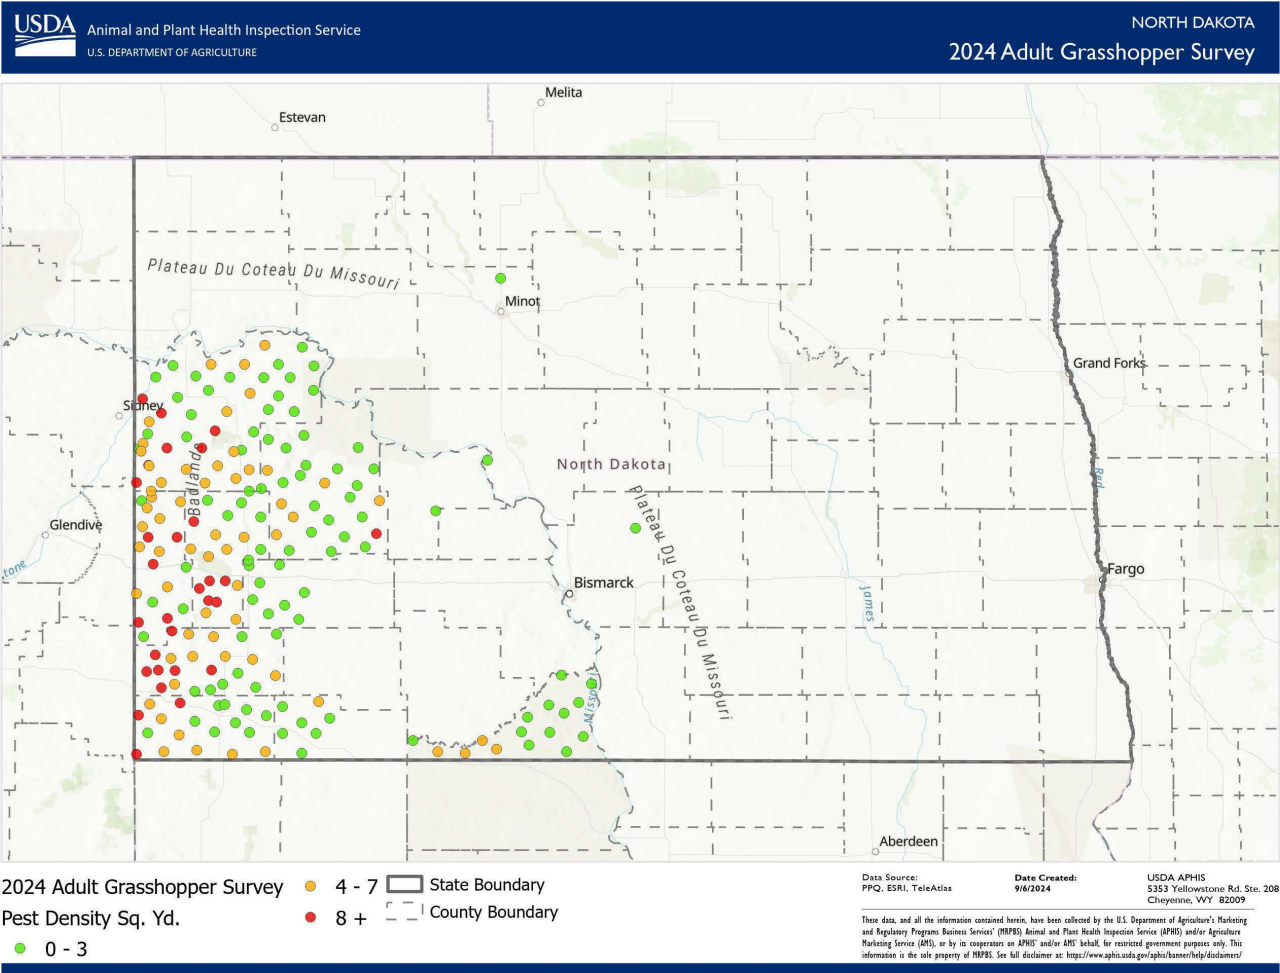 USDA
Animal and Plant Health Inspection Service
U.S. DEPARTMENT OF AGRICULTURE
NORTH DAKOTA
2024 Adult Grasshopper Survey
Melita
Estevan
Plateau Du Coteau Du Missouri
Minot
Grand Forks
Sidney
Badlands
North Dakota
Plateau Du Coteau Du Missouri
Red
Glendive
tone
Bismarck
Fargo
James
Missouri
Aberdeen
2024 Adult Grasshopper Survey
Pest Density Sq. Yd.
0 - 3
4 - 7
8 +
State Boundary
County Boundary
Data Source:
PPQ, ESRI, TeleAtlas
Date Created:
9/6/2024
USDA APHIS
5353 Yellowstone Rd. Ste. 208
Cheyenne, WY 82009
These data, and all the information contained herein, have been collected by the U.S. Department of Agriculture's Marketing
and Regulatory Programs Business Services' (MRPBS) Animal and Plant Health Inspection Service (APHIS) and/or Agriculture
Marketing Service (AMS), or by its cooperators on APHIS' and/or AMS' behalf, for restricted government purposes only. This
information is the sole property of MRPBS. See full disclaimer at: https://www.aphis.usda.gov/aphis/banner/help/disclaimers/